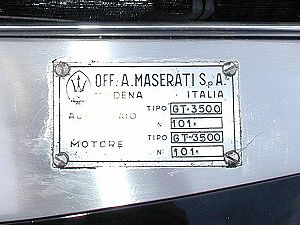 OFF. A. MASERATI S.p.A.
ITALIA
TIPO GT-3500
N° 101*
MOTORE TIPO GT-3500
N° 101*